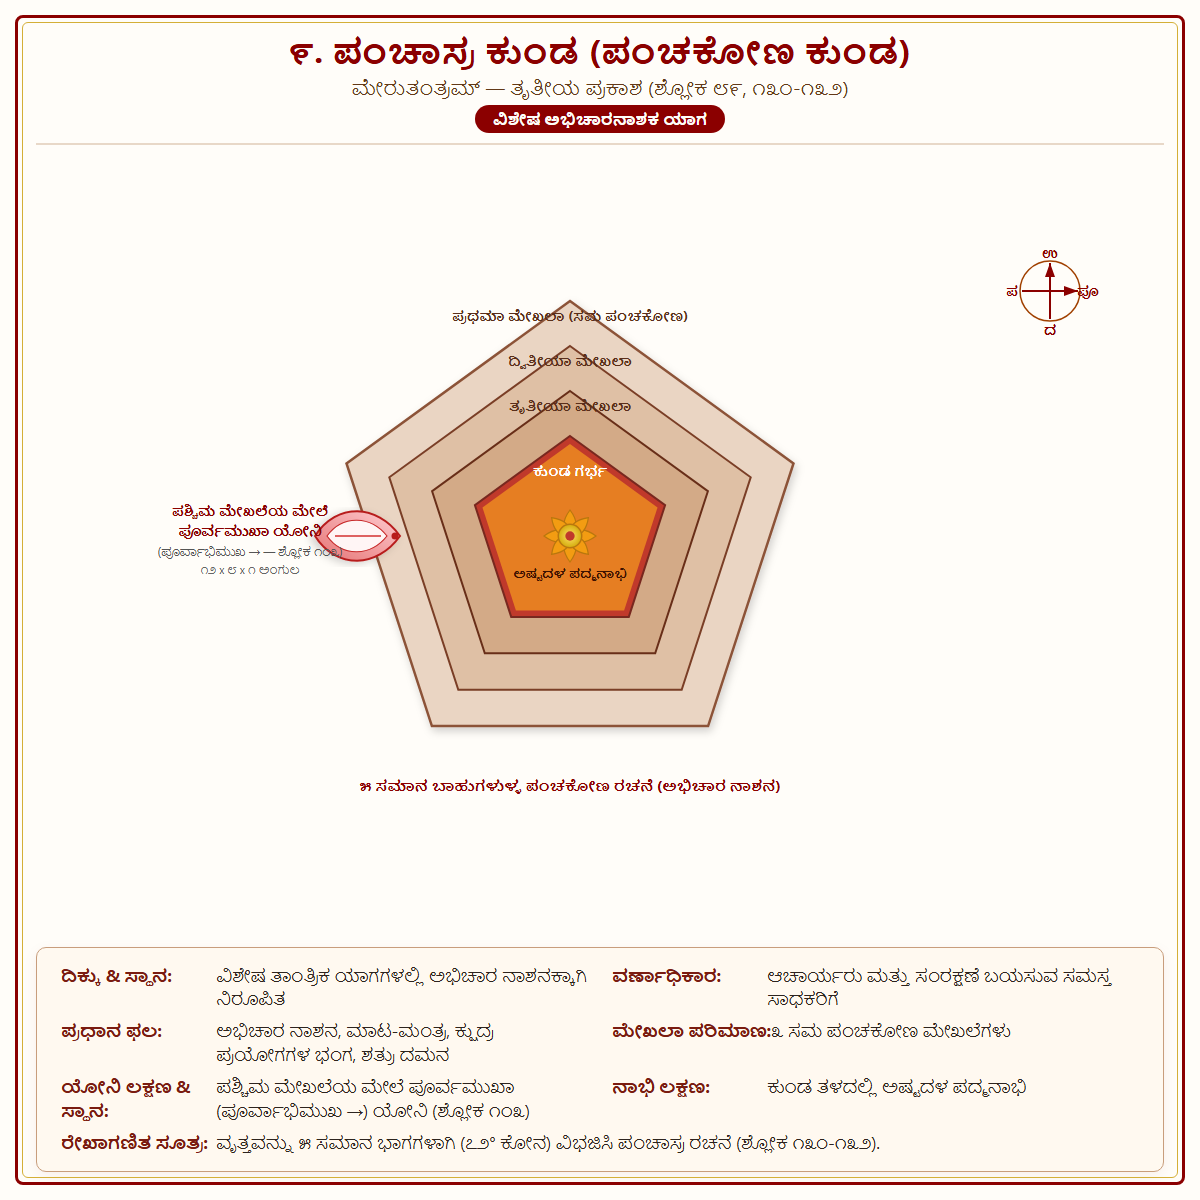 ೯. ಪಂಚಾಸ್ರ ಕುಂಡ (ಪಂಚಕೋಣ ಕುಂಡ)
ಮೇರುತಂತ್ರಮ್ — ತೃತೀಯ ಪ್ರಕಾಶ (ಶ್ಲೋಕ ೮೯, ೧೩೦-೧೩೨)
ವಿಶೇಷ ಅಭಿಚಾರನಾಶಕ ಯಾಗ
ಉ
ಪ
ಪೂ
ದ
ಪ್ರಥಮಾ ಮೇಖಲಾ (ಸಮ ಪಂಚಕೋಣ)
ದ್ವಿತೀಯಾ ಮೇಖಲಾ
ತೃತೀಯಾ ಮೇಖಲಾ
ಕುಂಡ ಗರ್ಭ
ಅಷ್ಟದಳ ಪದ್ಮನಾಭಿ
ಪಶ್ಚಿಮ ಮೇಖಲೆಯ ಮೇಲೆ
ಪೂರ್ವಮುಖಾ ಯೋನಿ
(ಪೂರ್ವಾಭಿಮುಖ → — ಶ್ಲೋಕ ೧೦೩)
೧೨ x ೮ x ೧ ಅಂಗುಲ
೫ ಸಮಾನ ಬಾಹುಗಳುಳ್ಳ ಪಂಚಕೋಣ ರಚನೆ (ಅಭಿಚಾರ ನಾಶನ)
ದಿಕ್ಕು & ಸ್ಥಾನ: ವಿಶೇಷ ತಾಂತ್ರಿಕ ಯಾಗಗಳಲ್ಲಿ ಅಭಿಚಾರ ನಾಶನಕ್ಕಾಗಿ
ನಿರೂಪಿತ
ವರ್ಣಾಧಿಕಾರ: ಆಚಾರ್ಯರು ಮತ್ತು ಸಂರಕ್ಷಣೆ ಬಯಸುವ ಸಮಸ್ತ
ಸಾಧಕರಿಗೆ
ಪ್ರಧಾನ ಫಲ: ಅಭಿಚಾರ ನಾಶನ, ಮಾಟ-ಮಂತ್ರ, ಕ್ಷುದ್ರ
ಪ್ರಯೋಗಗಳ ಭಂಗ, ಶತ್ರು ದಮನ
ಮೇಖಲಾ ಪರಿಮಾಣ: ೩ ಸಮ ಪಂಚಕೋಣ ಮೇಖಲೆಗಳು
ಯೋನಿ ಲಕ್ಷಣ & ಪಶ್ಚಿಮ ಮೇಖಲೆಯ ಮೇಲೆ ಪೂರ್ವಮುಖಾ
ಸ್ಥಾನ: (ಪೂರ್ವಾಭಿಮುಖ →) ಯೋನಿ (ಶ್ಲೋಕ ೧೦೩)
ನಾಭಿ ಲಕ್ಷಣ: ಕುಂಡ ತಳದಲ್ಲಿ ಅಷ್ಟದಳ ಪದ್ಮನಾಭಿ
ರೇಖಾಗಣಿತ ಸೂತ್ರ: ವೃತ್ತವನ್ನು ೫ ಸಮಾನ ಭಾಗಗಳಾಗಿ (೭೨° ಕೋನ) ವಿಭಜಿಸಿ ಪಂಚಾಸ್ರ ರಚನೆ (ಶ್ಲೋಕ ೧೩೦-೧೩೨).